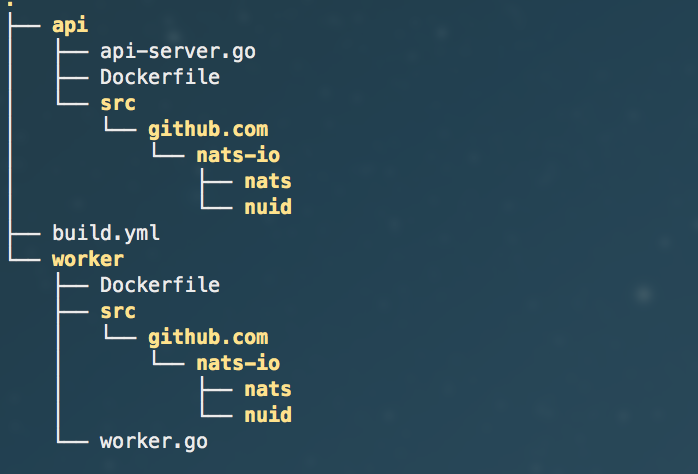 .
├── api
│   ├── api-server.go
│   ├── Dockerfile
│   └── src
│       └── github.com
│           └── nats-io
│               ├── nats
│               └── nuid
├── build.yml
└── worker
    ├── Dockerfile
    ├── src
    │   └── github.com
    │       └── nats-io
    │           ├── nats
    │           └── nuid
    └── worker.go